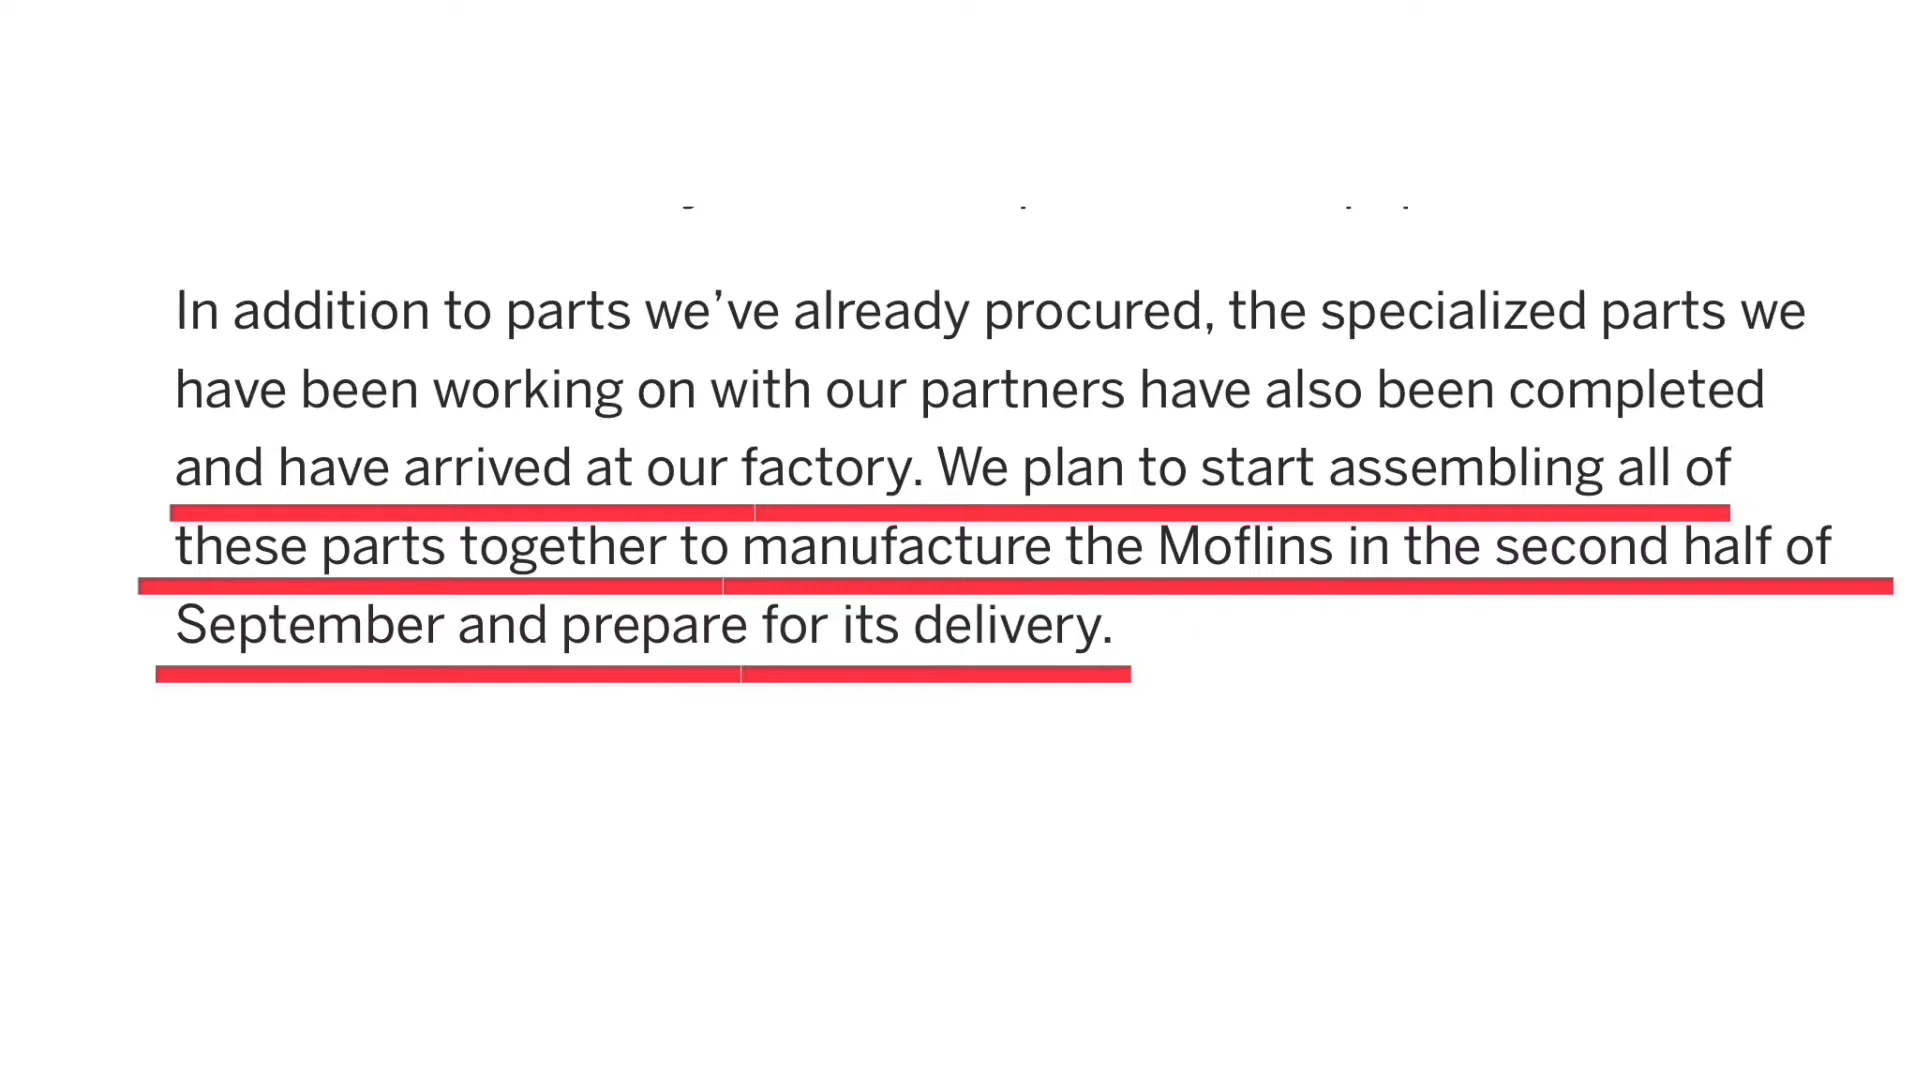 In addition to parts we’ve already procured, the specialized parts we
have been working on with our partners have also been completed
and have arrived at our factory. We plan to start assembling all of
these parts together to manufacture the Moflins in the second half of
September and prepare for its delivery.